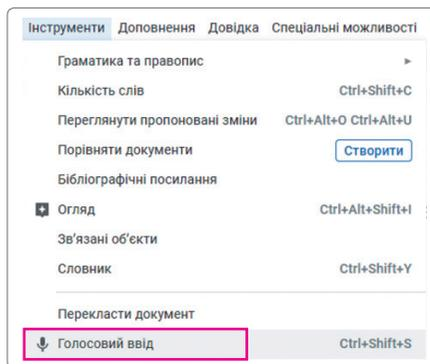 Інструменти Доповнення Довідка Спеціальні можливості
Граматика та правопис
Кількість слів Ctrl+Shift+C
Переглянути пропоновані зміни Ctrl+Alt+O Ctrl+Alt+U
Порівняти документи Створити
Бібліографічні посилання
Огляд Ctrl+Alt+Shift+I
Зв'язані об'єкти
Словник Ctrl+Shift+Y
Перекласти документ
Голосовий ввід Ctrl+Shift+S